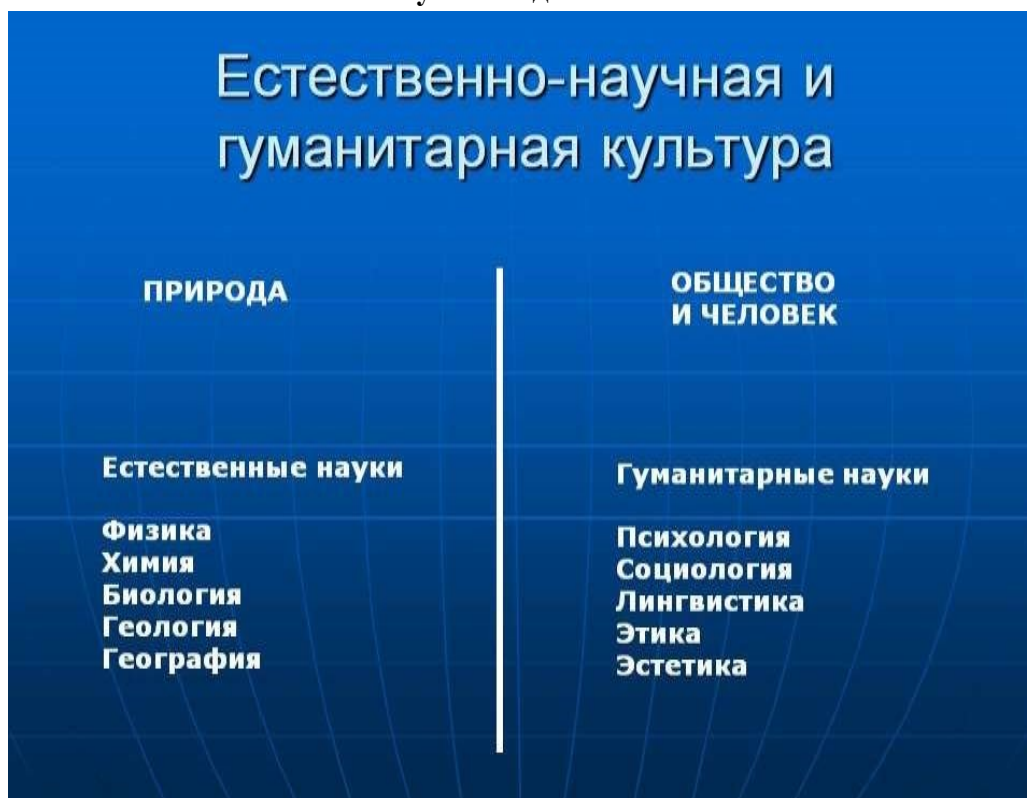 Естественно-научная и
гуманитарная культура
ПРИРОДА
Естественные науки
Физика
Химия
Биология
Геология
География
ОБЩЕСТВО
И ЧЕЛОВЕК
Гуманитарные науки
Психология
Социология
Лингвистика
Этика
Эстетика